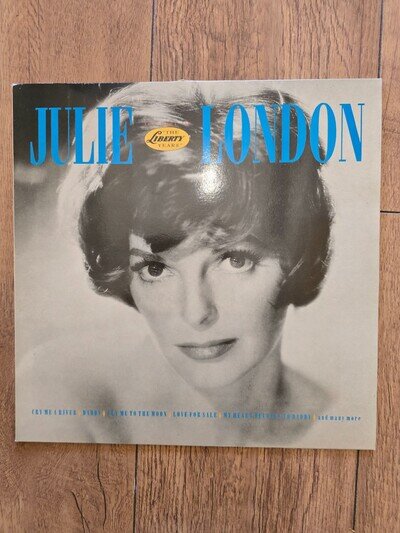 JULIE LONDON
THE
LIBERTY
YEARS
CRY ME A RIVER | DADDY | FLY ME TO THE MOON | LOVE FOR SALE | MY HEART BELONGS TO DADDY | and many more